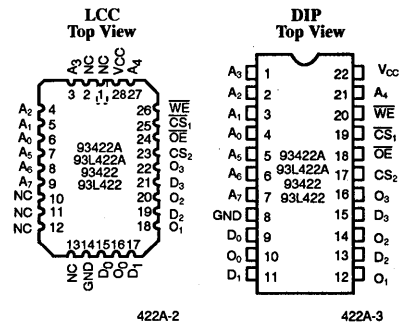 LCC
Top View
A3 NC NC VCC A4
3 2 1 28 27
A2 4 26 WE
A1 5 25 CS1
A0 6 24 OE
A5 7 23 CS2
A6 8 22 O3
A7 9 21 D3
NC 10 20 O2
NC 11 19 D2
NC 12 18 O1
93422A
93L422A
93422
93L422
13 14 15 16 17
NC GND D0 O0 D1
422A-2
DIP
Top View
A3 1 22 VCC
A2 2 21 A4
A1 3 20 WE
A0 4 19 CS1
A5 5 18 OE
A6 6 17 CS2
A7 7 16 O3
GND 8 15 D3
D0 9 14 O2
O0 10 13 D2
D1 11 12 O1
93422A
93L422A
93422
93L422
422A-3